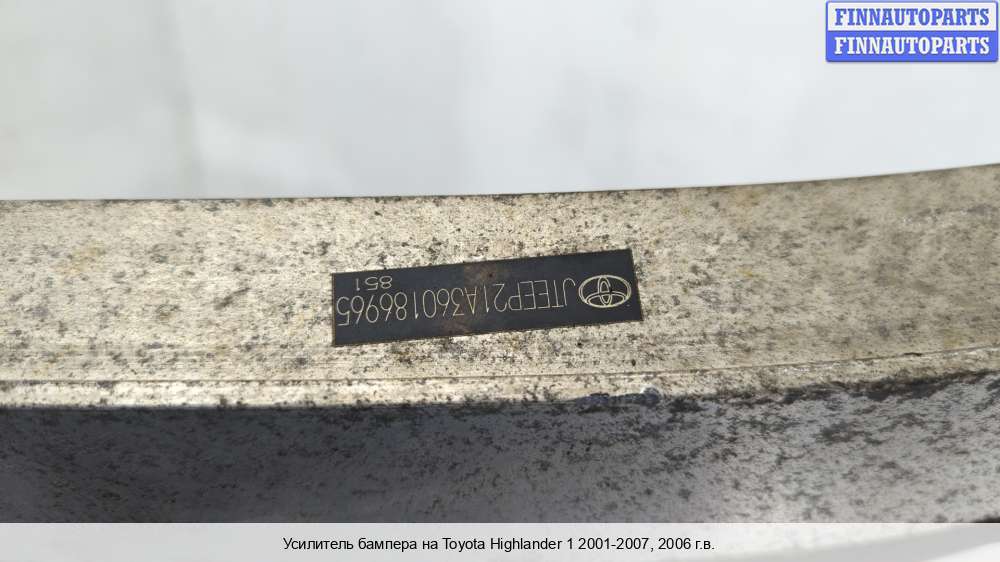 FINNAUTOPARTS
FINNAUTOPARTS
JTEEP21A360186965
851
Усилитель бампера на Toyota Highlander 1 2001-2007, 2006 г.в.